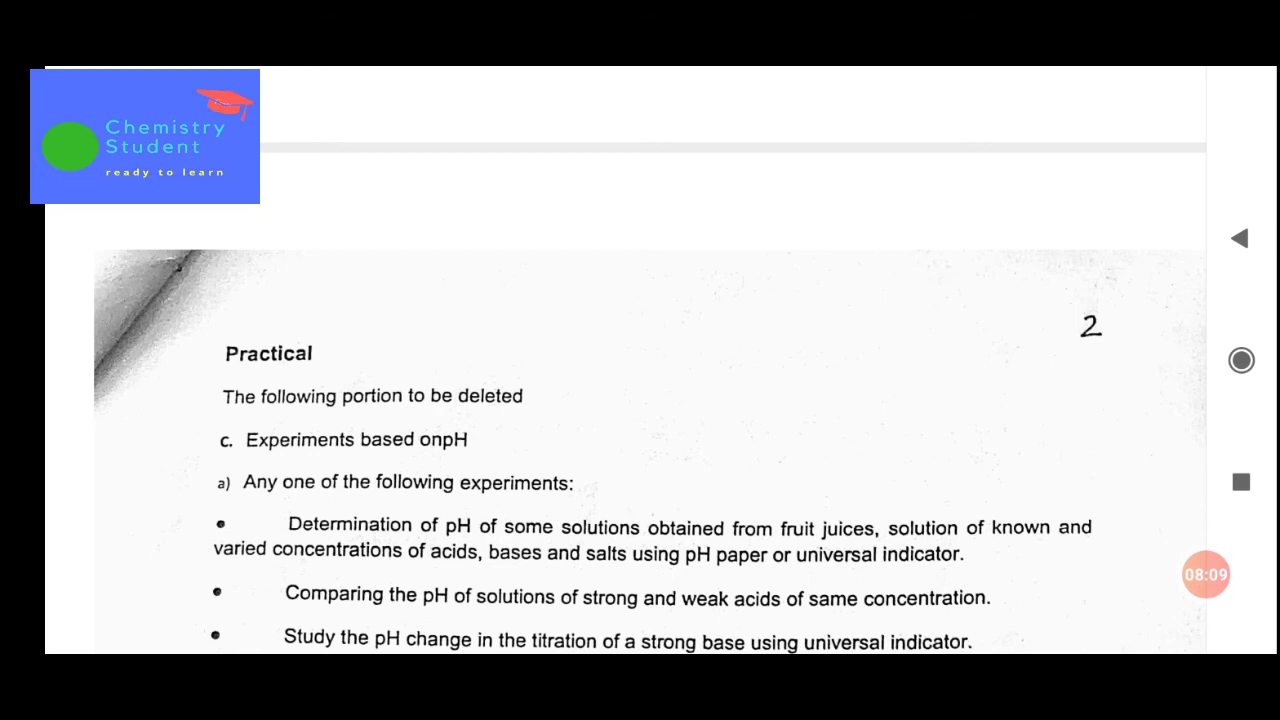 Chemistry
Student
ready to learn
2
Practical
The following portion to be deleted
c. Experiments based onpH
a) Any one of the following experiments:
• Determination of pH of some solutions obtained from fruit juices, solution of known and
varied concentrations of acids, bases and salts using pH paper or universal indicator.
• Comparing the pH of solutions of strong and weak acids of same concentration.
• Study the pH change in the titration of a strong base using universal indicator.
08:09